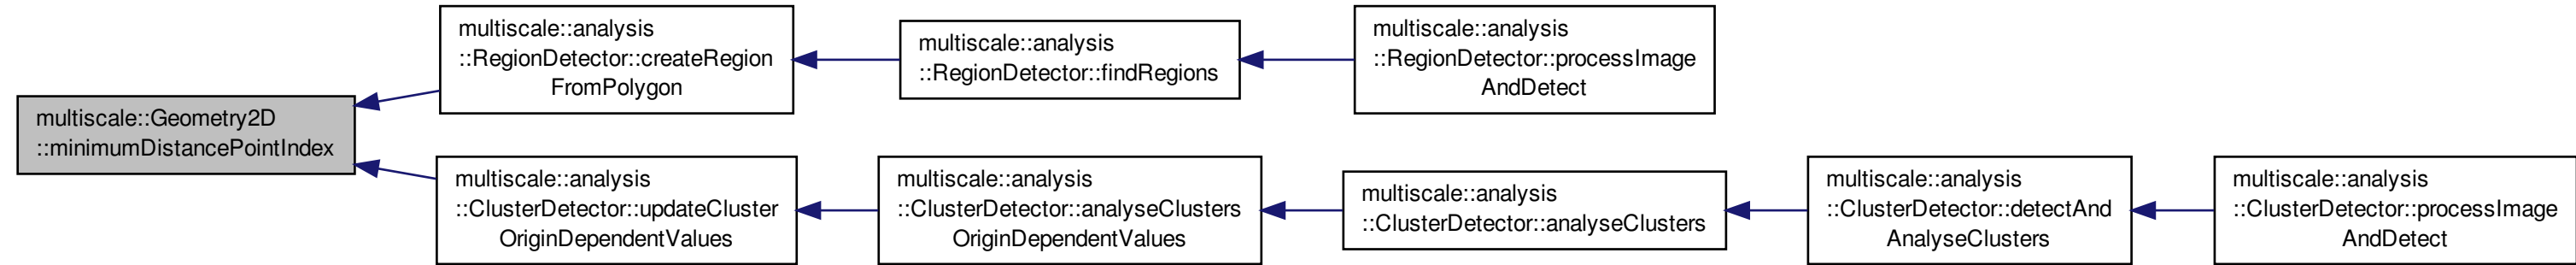 multiscale::Geometry2D
::minimumDistancePointIndex
multiscale::analysis
::RegionDetector::createRegion
FromPolygon
multiscale::analysis
::RegionDetector::findRegions
multiscale::analysis
::RegionDetector::processImage
AndDetect
multiscale::analysis
::ClusterDetector::updateCluster
OriginDependentValues
multiscale::analysis
::ClusterDetector::analyseClusters
OriginDependentValues
multiscale::analysis
::ClusterDetector::analyseClusters
multiscale::analysis
::ClusterDetector::detectAnd
AnalyseClusters
multiscale::analysis
::ClusterDetector::processImage
AndDetect